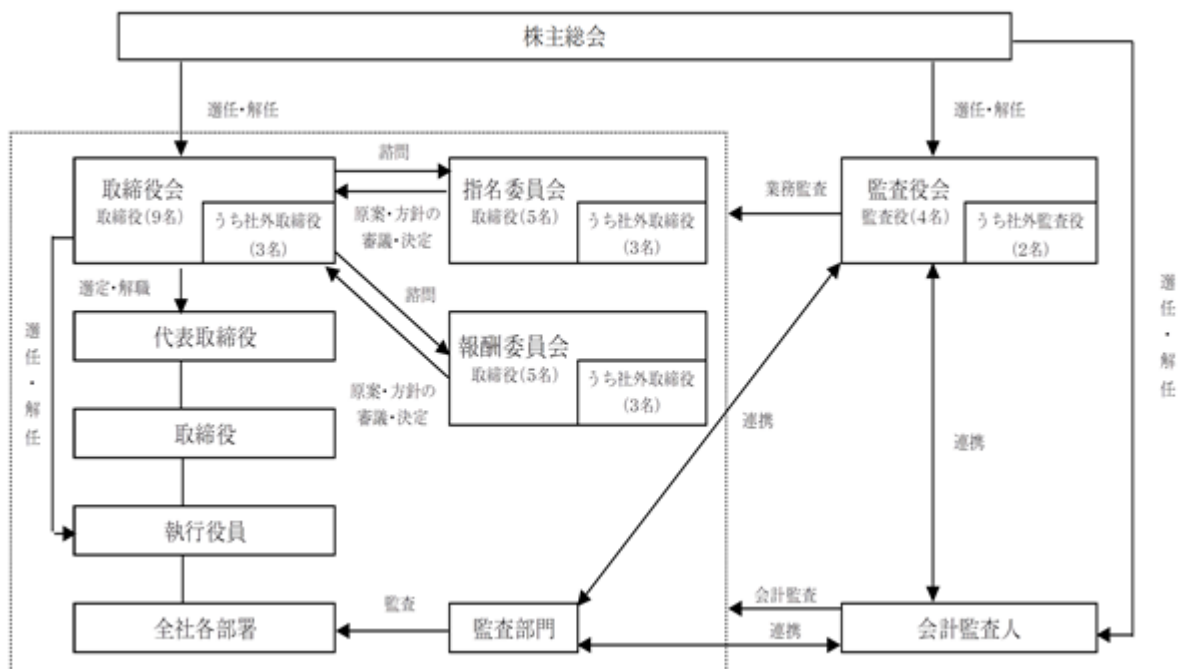 株主総会
選任・解任
選任・解任
取締役会
取締役(9名)
うち社外取締役
(3名)
諮問
原案・方針の
審議・決定
指名委員会
取締役(5名)
うち社外取締役
(3名)
業務監査
監査役会
監査役(4名)
うち社外監査役
(2名)
選定・解職
諮問
選任・解任
代表取締役
報酬委員会
取締役(5名)
うち社外取締役
(3名)
原案・方針の
審議・決定
選任・解任
取締役
連携
連携
執行役員
全社各部署
監査
監査部門
会計監査
連携
会計監査人